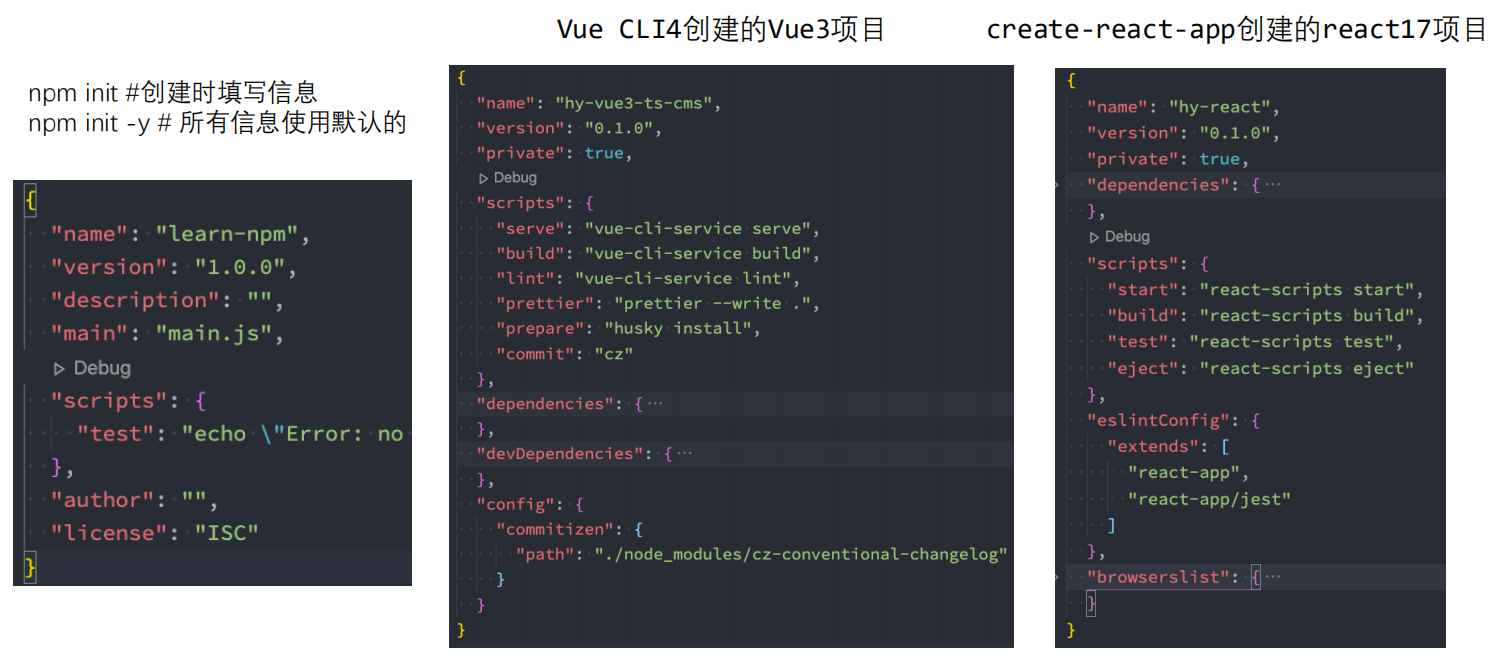 Vue CLI4创建的Vue3项目
create-react-app创建的react17项目
npm init #创建时填写信息
npm init -y # 所有信息使用默认的
{
"name": "learn-npm",
"version": "1.0.0",
"description": "",
"main": "main.js",
Debug
"scripts": {
"test": "echo \"Error: no
},
"author": "",
"license": "ISC"
}
{
"name": "hy-vue3-ts-cms",
"version": "0.1.0",
"private": true,
Debug
"scripts": {
"serve": "vue-cli-service serve",
"build": "vue-cli-service build",
"lint": "vue-cli-service lint",
"prettier": "prettier --write .",
"prepare": "husky install",
"commit": "cz"
},
"dependencies": {···
},
"devDependencies": {···
},
"config": {
"commitizen": {
"path": "./node_modules/cz-conventional-changelog"
}
}
}
{
"name": "hy-react",
"version": "0.1.0",
"private": true,
"dependencies": {···
},
Debug
"scripts": {
"start": "react-scripts start",
"build": "react-scripts build",
"test": "react-scripts test",
"eject": "react-scripts eject"
},
"eslintConfig": {
"extends": [
"react-app",
"react-app/jest"
]
},
"browserslist": {···
}
}